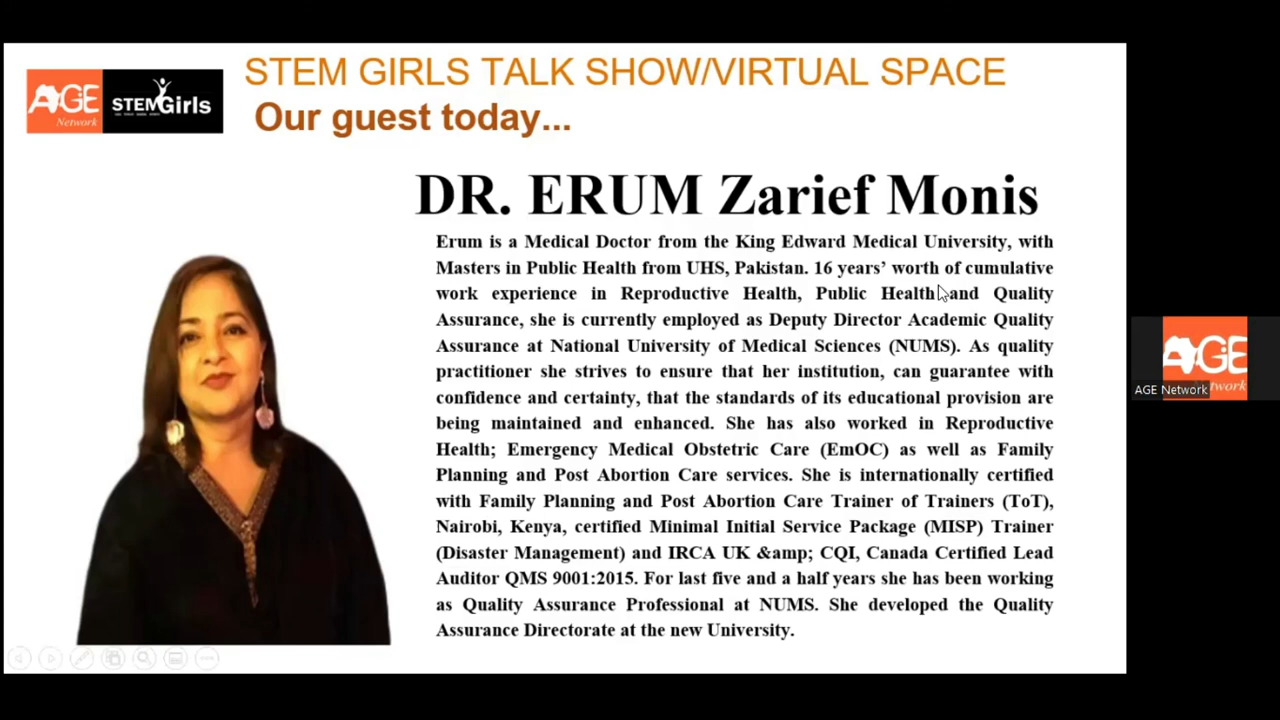 STEM GIRLS TALK SHOW/VIRTUAL SPACE
AGE
Network
STEMGirls
Our guest today...
DR. ERUM Zarief Monis
Erum is a Medical Doctor from the King Edward Medical University, with
Masters in Public Health from UHS, Pakistan. 16 years' worth of cumulative
work experience in Reproductive Health, Public Health and Quality
Assurance, she is currently employed as Deputy Director Academic Quality
Assurance at National University of Medical Sciences (NUMS). As quality
practitioner she strives to ensure that her institution, can guarantee with
confidence and certainty, that the standards of its educational provision are
being maintained and enhanced. She has also worked in Reproductive
Health; Emergency Medical Obstetric Care (EmOC) as well as Family
Planning and Post Abortion Care services. She is internationally certified
with Family Planning and Post Abortion Care Trainer of Trainers (ToT),
Nairobi, Kenya, certified Minimal Initial Service Package (MISP) Trainer
(Disaster Management) and IRCA UK &amp; CQI, Canada Certified Lead
Auditor QMS 9001:2015. For last five and a half years she has been working
as Quality Assurance Professional at NUMS. She developed the Quality
Assurance Directorate at the new University.
AGE
Network
AGE Network